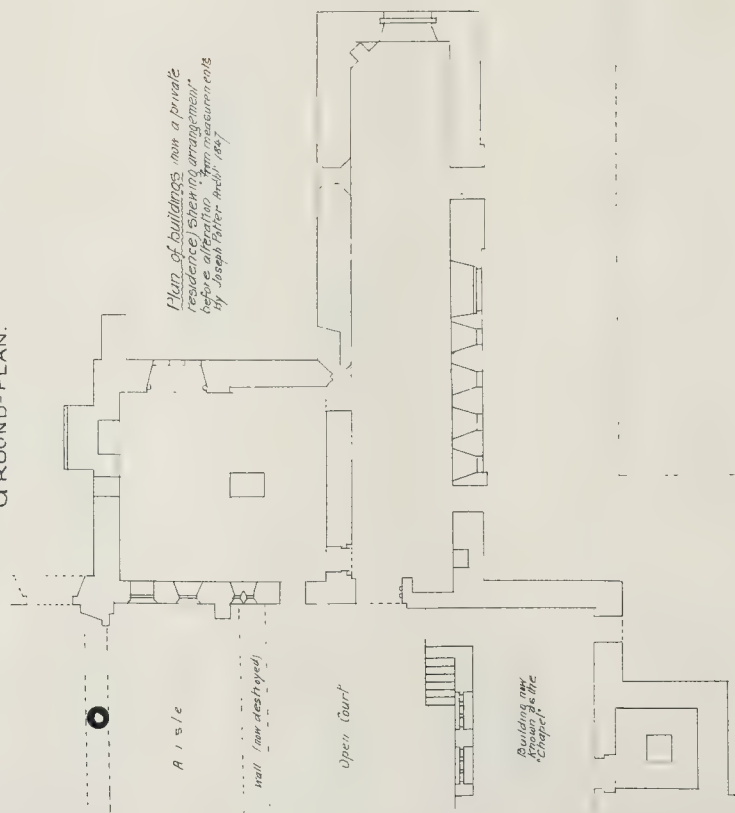 GROUND-PLAN.
Plan of buildings (now a private
residence) shewing arrangement
before alteration from measurements
by Joseph Potter Archt. 1847
Aisle
Wall (now destroyed)
Open Court
Building now
known as the
"Chapel"